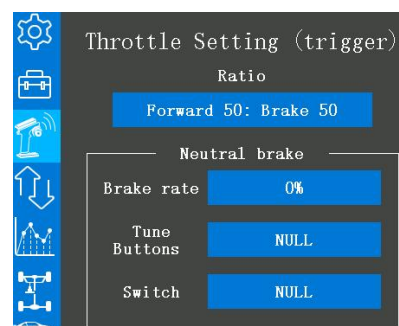 Throttle Setting (trigger)
Ratio
Forward 50: Brake 50
Neutral brake
Brake rate 0%
Tune
Buttons NULL
Switch NULL